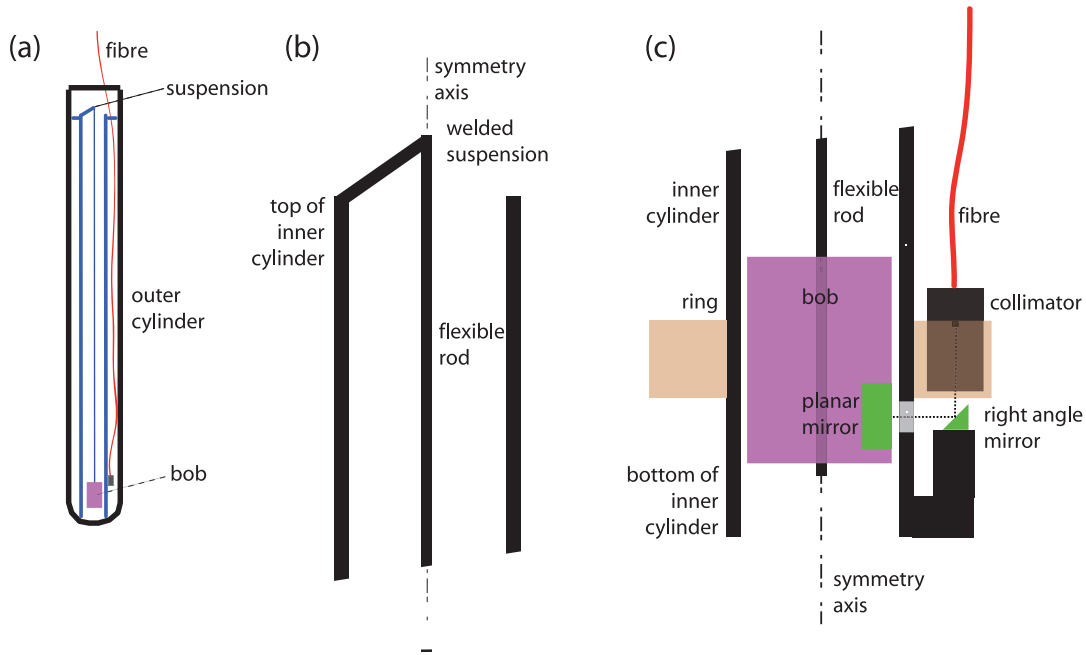 (a)
fibre
suspension
outer
cylinder
bob
(b)
symmetry
axis
welded
suspension
top of
inner
cylinder
flexible
rod
(c)
inner
cylinder
flexible
rod
fibre
ring
bob
collimator
planar
mirror
right angle
mirror
bottom of
inner
cylinder
symmetry
axis